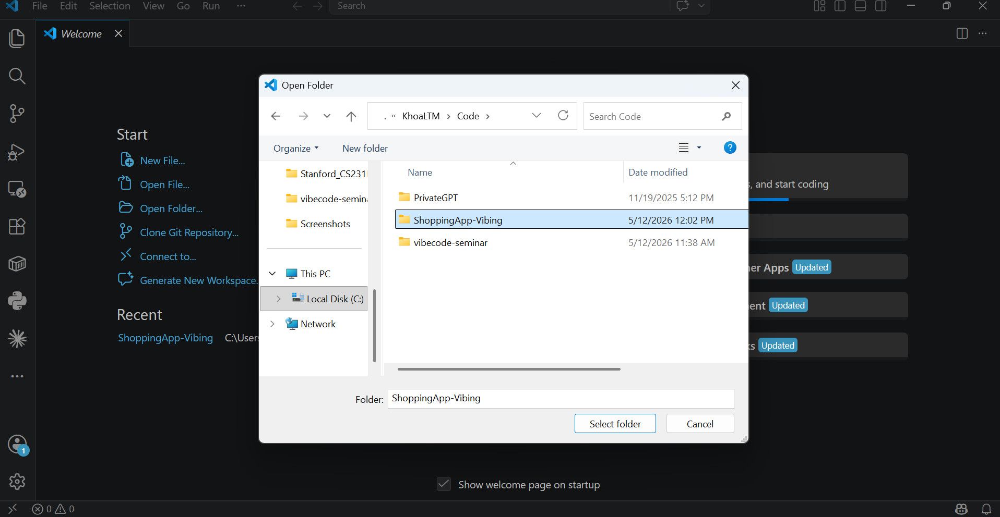 File Edit Selection View Go Run ... Search
Welcome
Open Folder
. « KhoaLTM > Code >
Search Code
Organize New folder
Name Date modified
Stanford_CS231
vibecode-semin
Screenshots
This PC
Local Disk (C:)
Network
PrivateGPT 11/19/2025 5:12 PM
ShoppingApp-Vibing 5/12/2026 12:02 PM
vibecode-seminar 5/12/2026 11:38 AM
Folder: ShoppingApp-Vibing
Select folder Cancel
Start
New File...
Open File...
Open Folder...
Clone Git Repository...
Connect to...
Generate New Workspace.
Recent
ShoppingApp-Vibing C:\Users
s, and start coding
ner Apps Updated
ent Updated
ks Updated
Show welcome page on startup
1
0 0